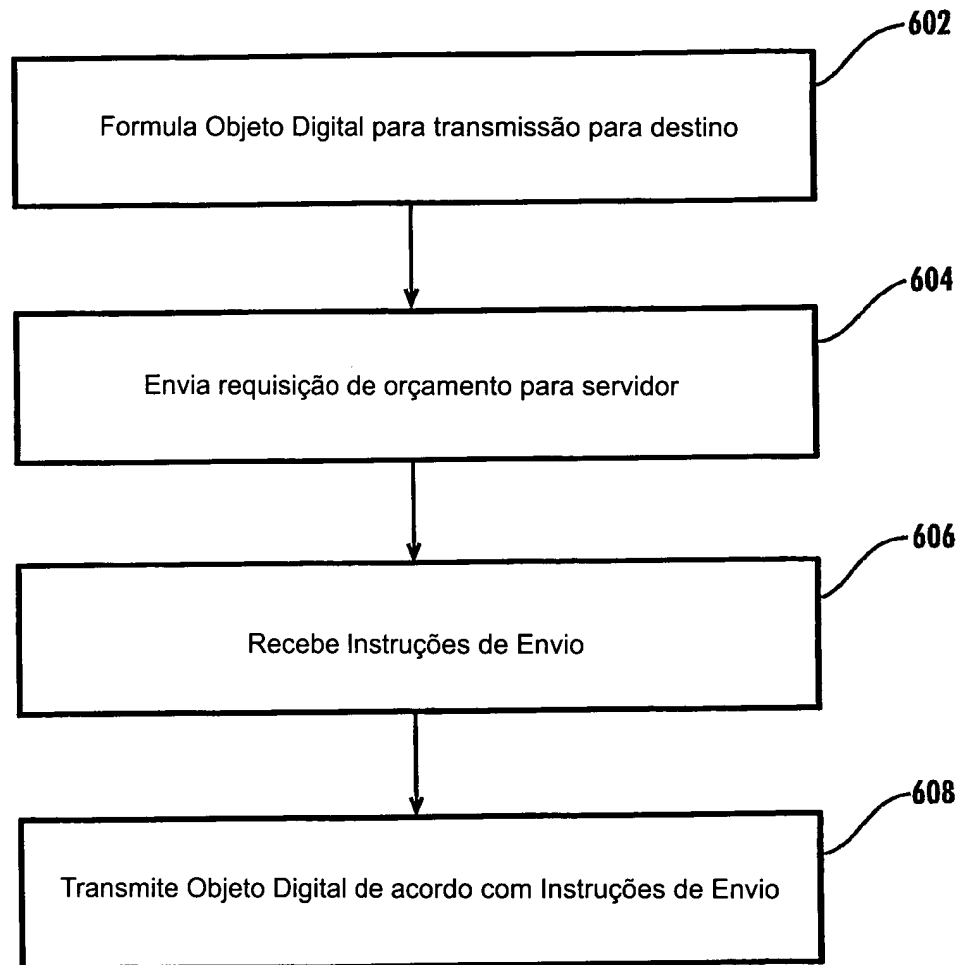 602
Formula Objeto Digital para transmissão para destino
604
Envia requisição de orçamento para servidor
606
Recebe Instruções de Envio
608
Transmite Objeto Digital de acordo com Instruções de Envio